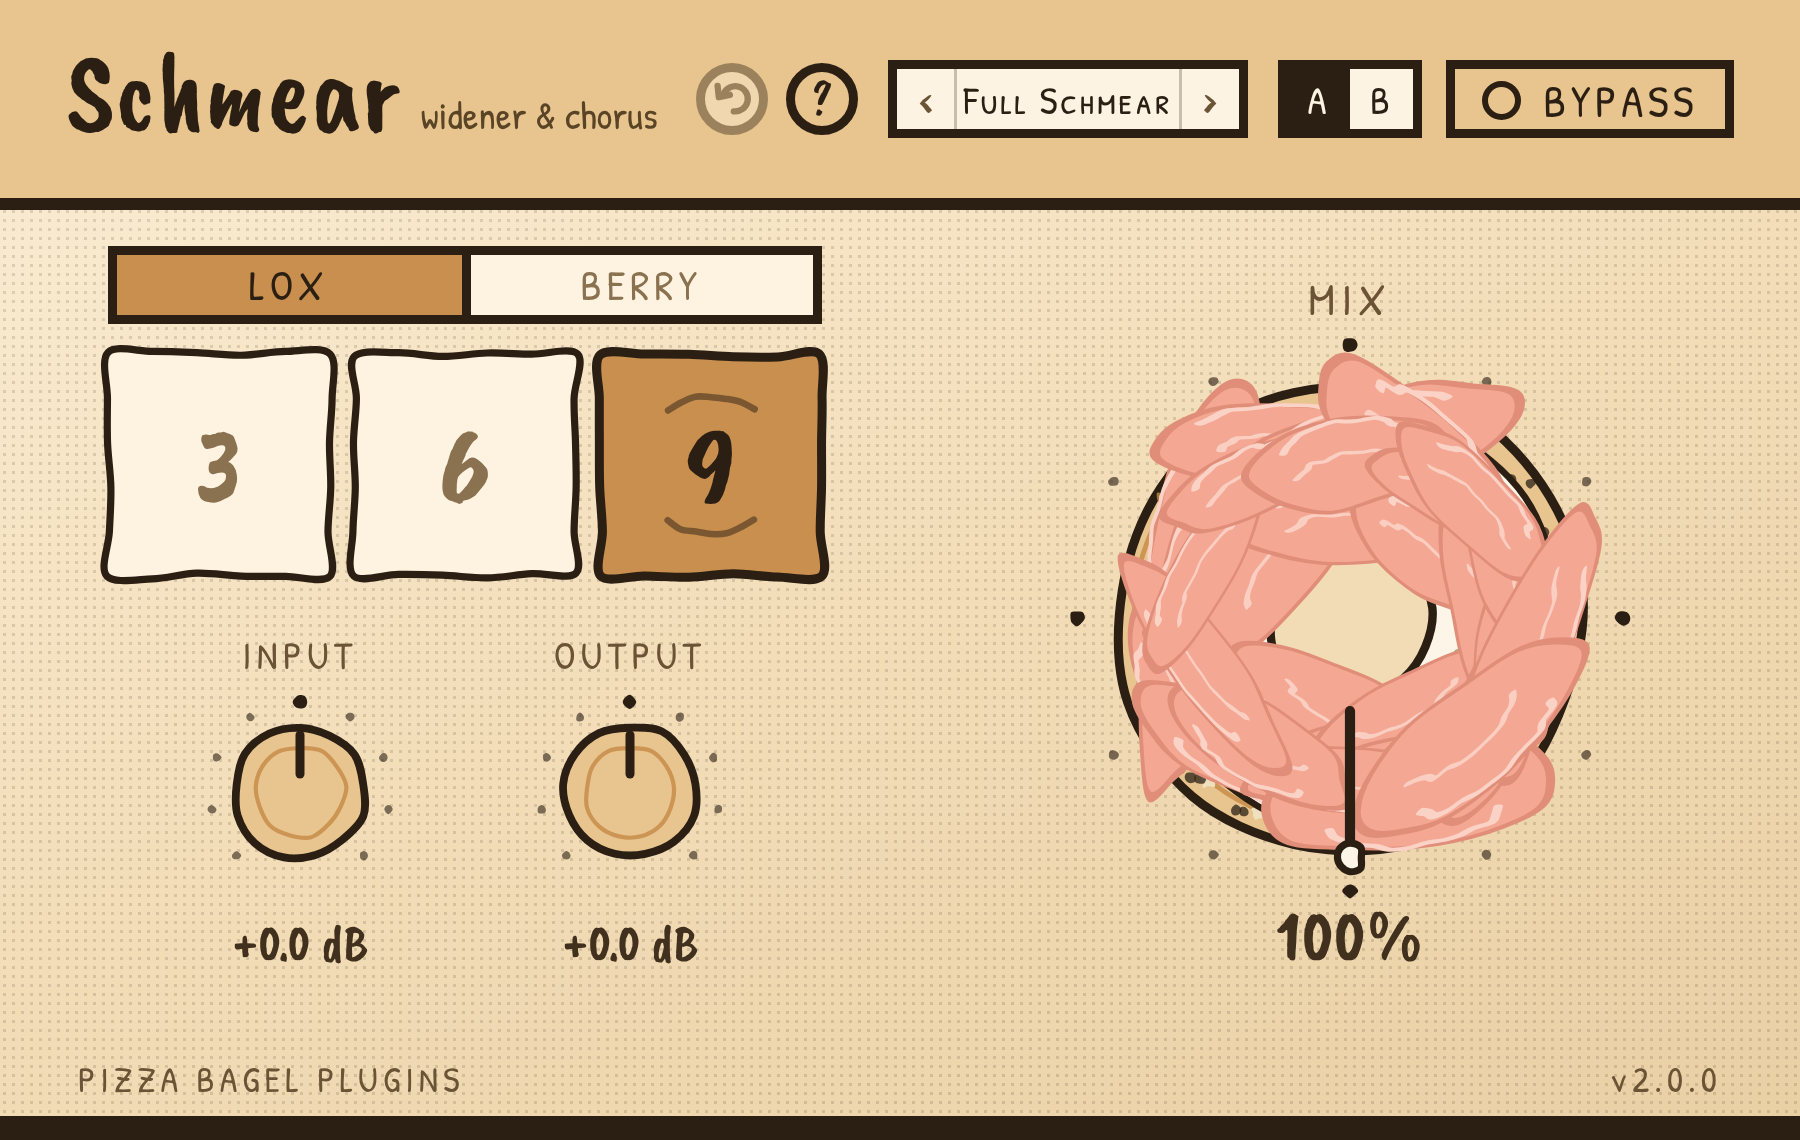 Schmear widener & chorus
?
‹ Full Schmear ›
A B
BYPASS
LOX BERRY
MIX
3 6 9
INPUT OUTPUT
+0.0 dB +0.0 dB
100%
PIZZA BAGEL PLUGINS
v2.0.0